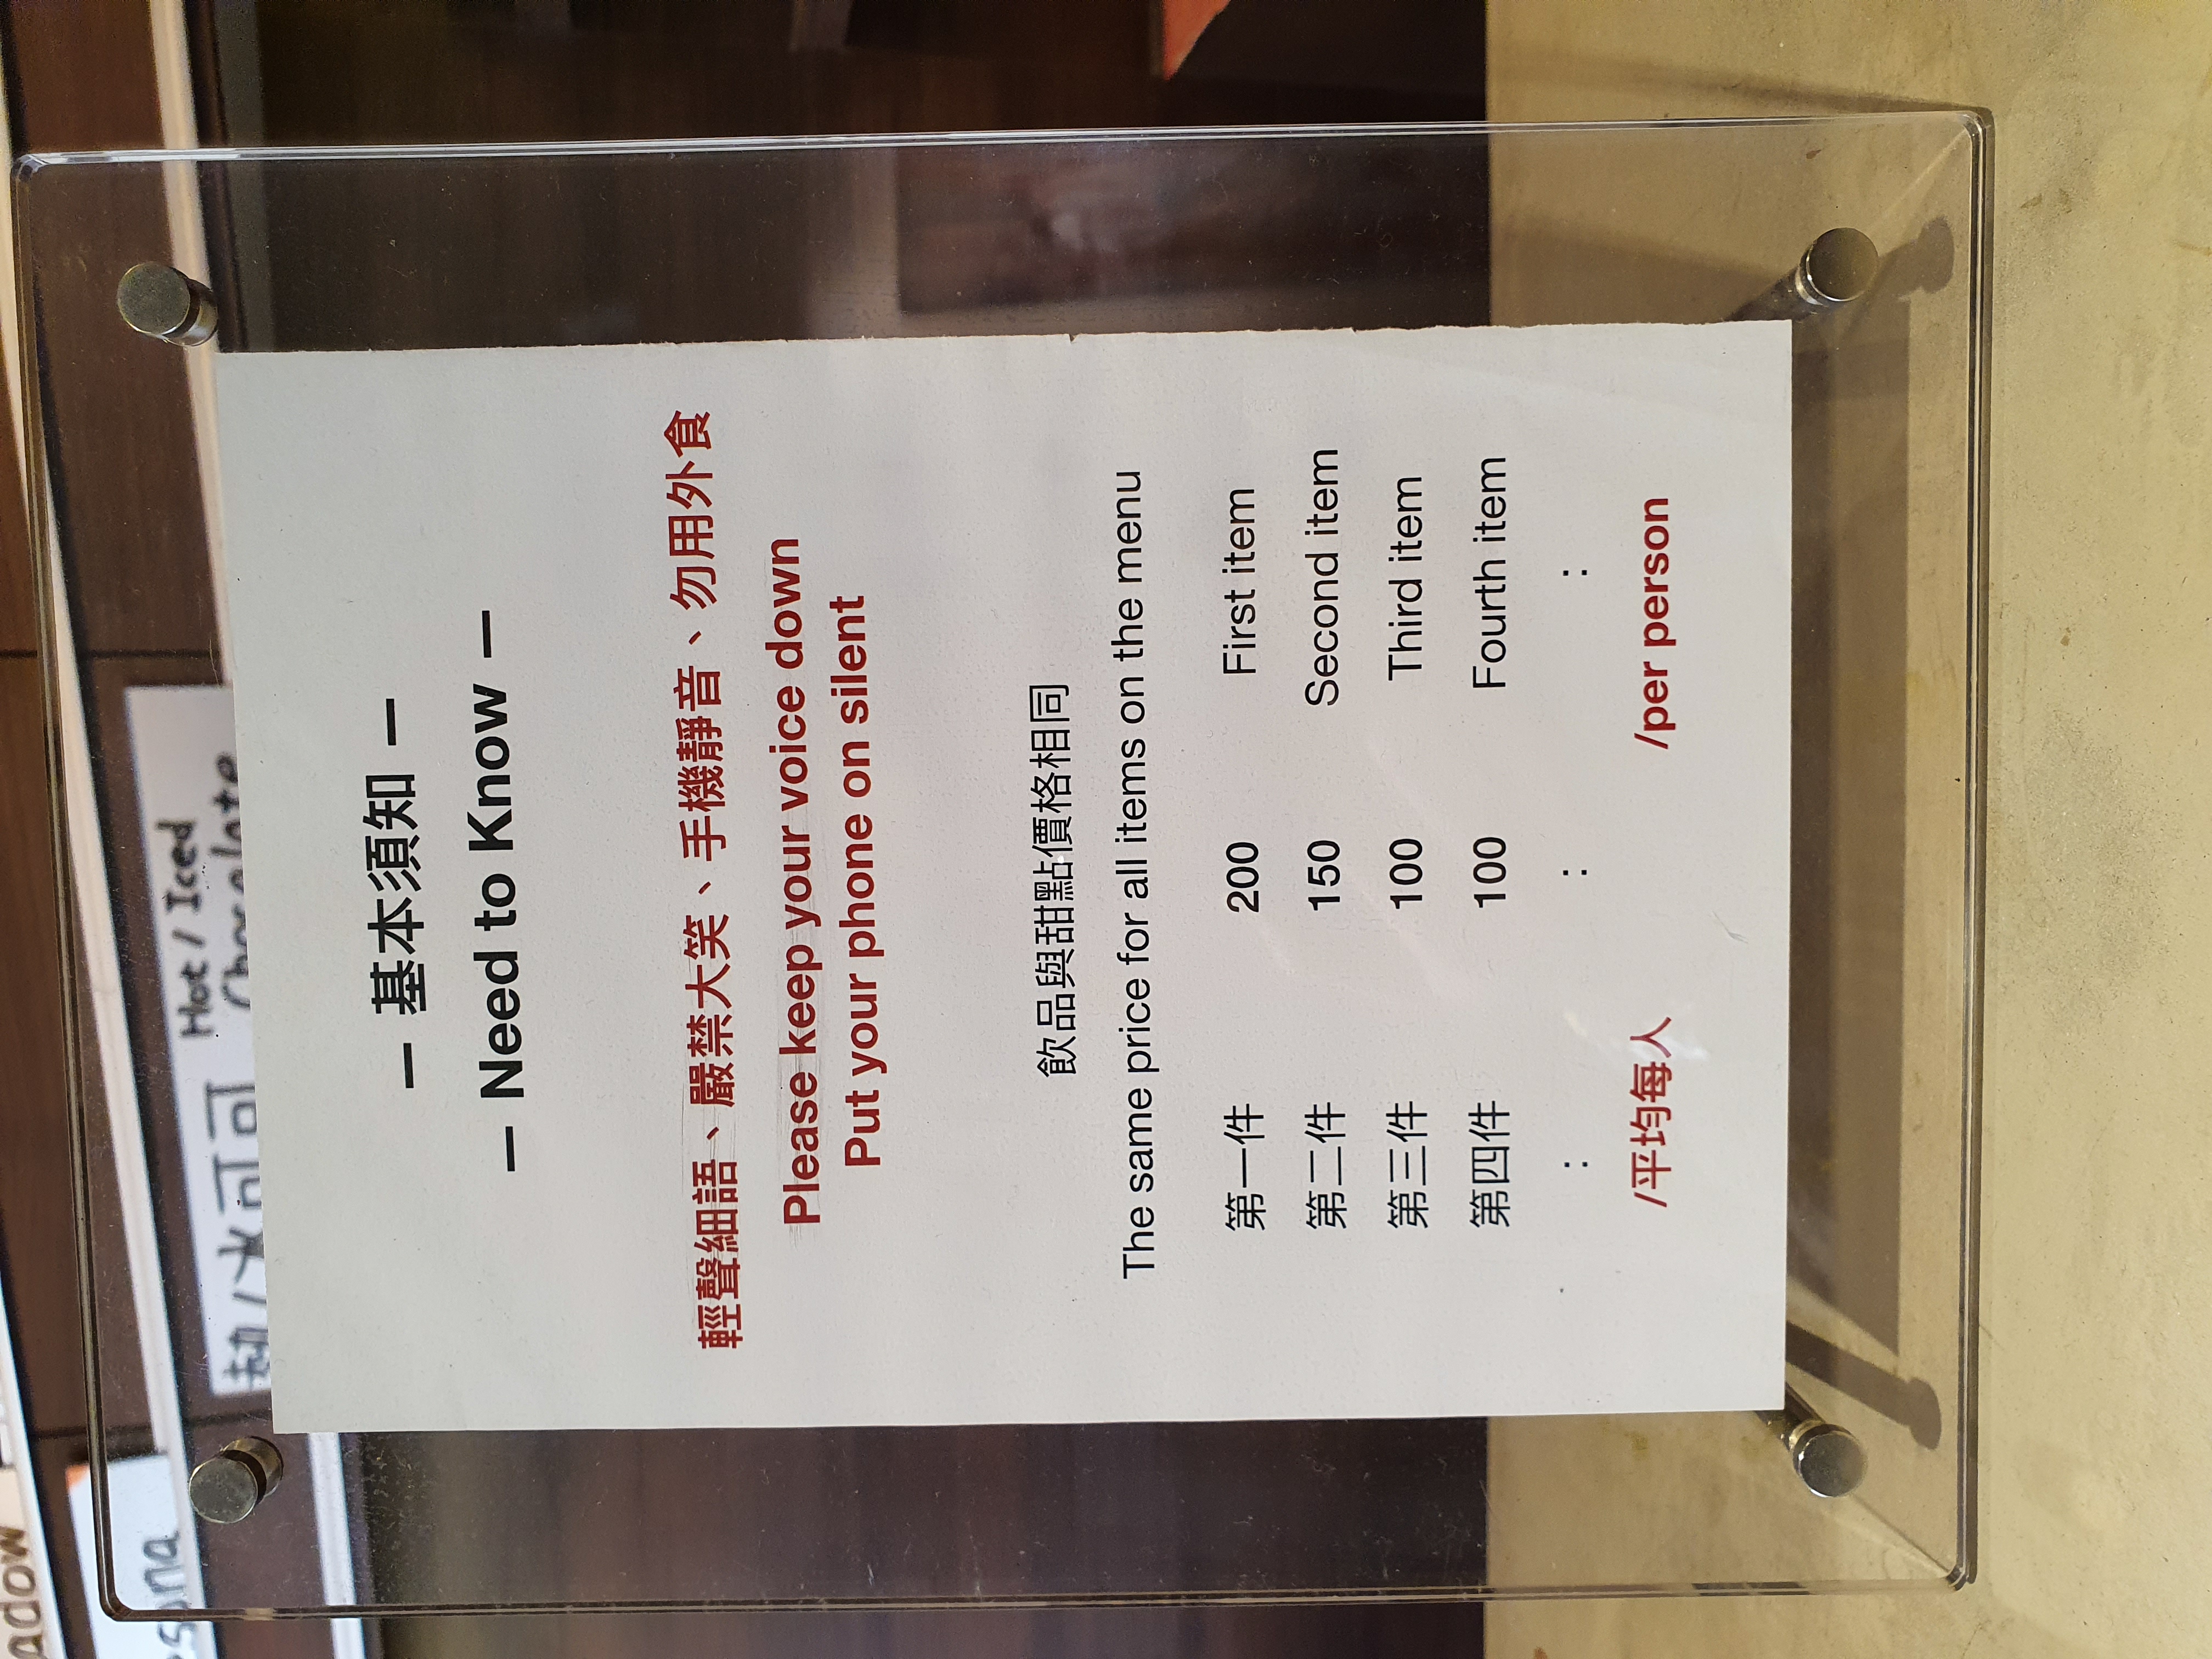 熱/冰可可 Hot / Iced
Chocolate
— 基本須知 —
— Need to Know —
輕聲細語、嚴禁大笑、手機靜音、勿用外食
Please keep your voice down
Put your phone on silent
飲品與甜點價格相同
The same price for all items on the menu
第一件 200 First item
第二件 150 Second item
第三件 100 Third item
第四件 100 Fourth item
: : :
/平均每人 /per person